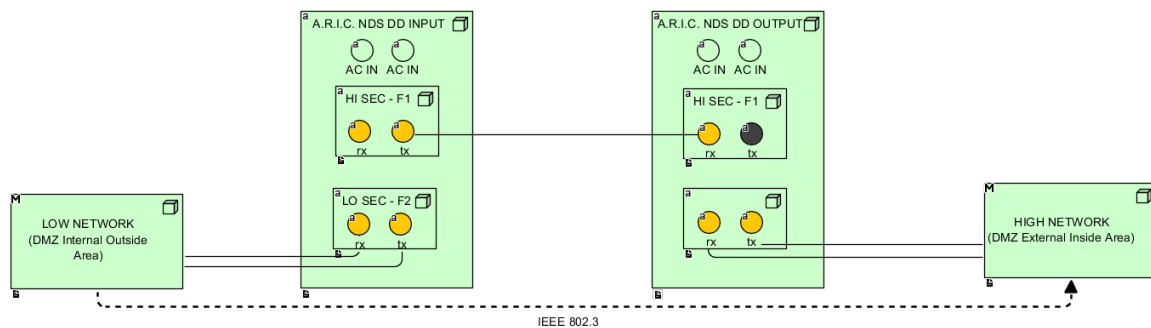 A.R.I.C. NDS DD INPUT
a
AC IN
a
AC IN
a
HI SEC - F1
a
rx
a
tx
a
LO SEC - F2
a
rx
a
tx
a
A.R.I.C. NDS DD OUTPUT
a
AC IN
a
AC IN
a
HI SEC - F1
a
rx
a
tx
a
a
rx
a
tx
a
M
LOW NETWORK
(DMZ Internal Outside
Area)
M
HIGH NETWORK
(DMZ External Inside Area)
IEEE 802.3